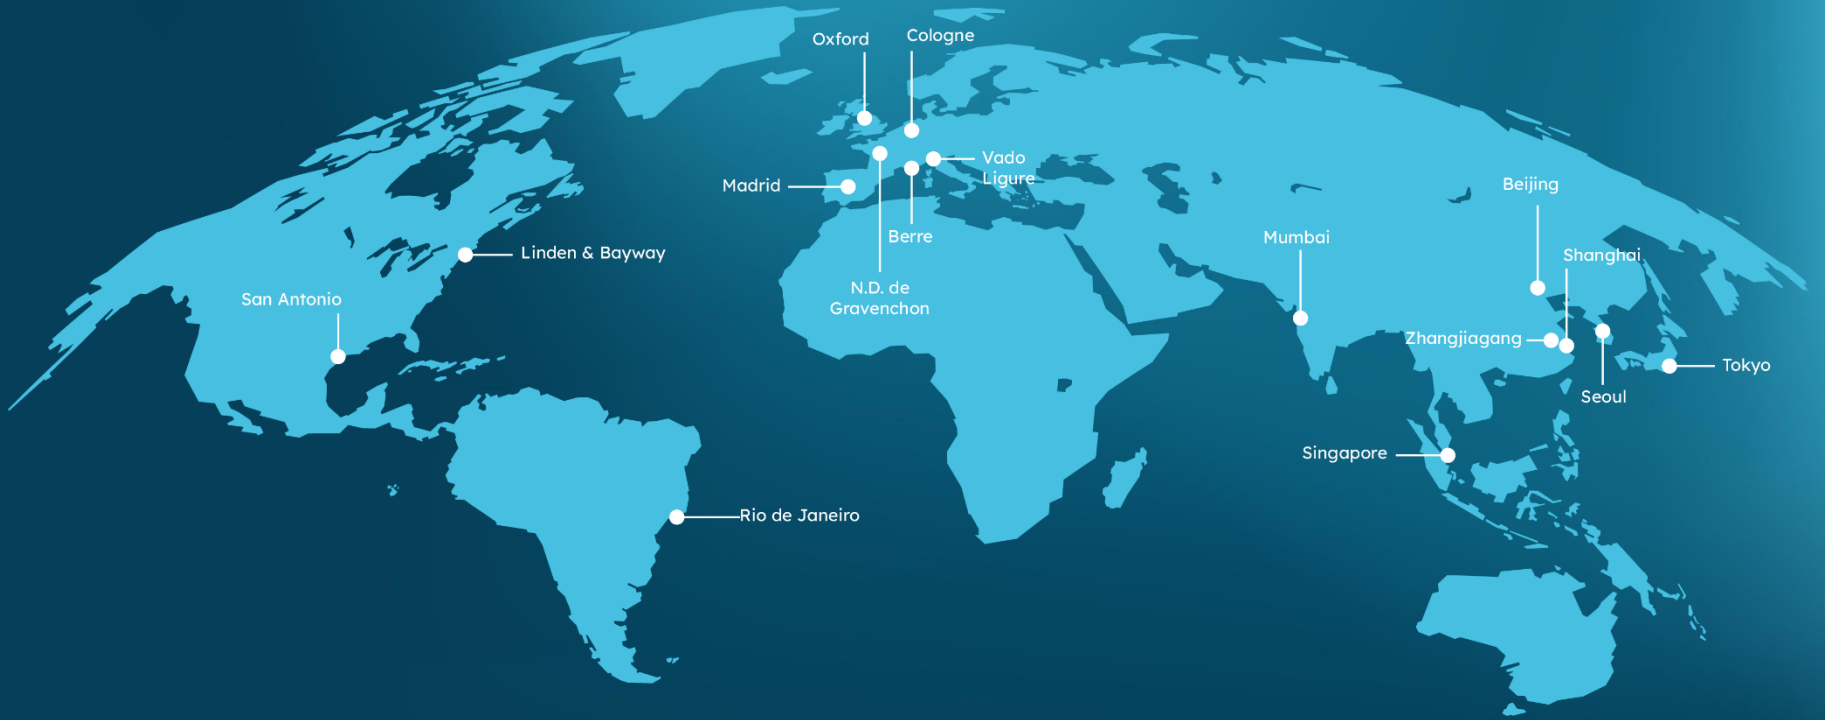 Oxford
Cologne
Vado
Ligure
Madrid
Beijing
Berre
Mumbai
Linden & Bayway
Shanghai
N.D. de
Gravenchon
San Antonio
Zhangjiagang
Tokyo
Seoul
Singapore
Rio de Janeiro